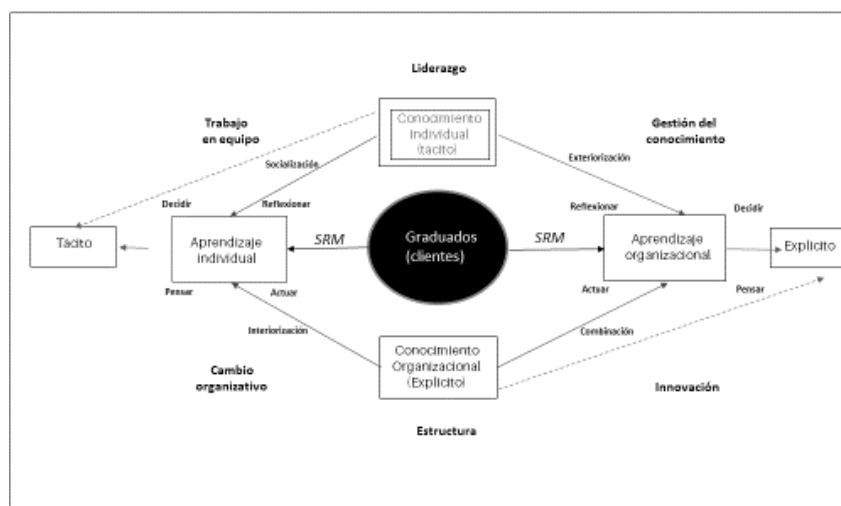 Liderazgo
Trabajo
en equipo
Conocimiento
individual
(tacito)
Gestión del
conocimiento
Socialización
Exteriorización
Decidir
Reflexionar
Reflexionar
Decidir
Tácito
Aprendizaje
individual
SRM
Graduados
(clientes)
SRM
Aprendizaje
organizacional
Explícito
Pensar
Actuar
Actuar
Pensar
Interiorización
Combinación
Conocimiento
Organizacional
(Explicito)
Cambio
organizativo
Innovación
Estructura